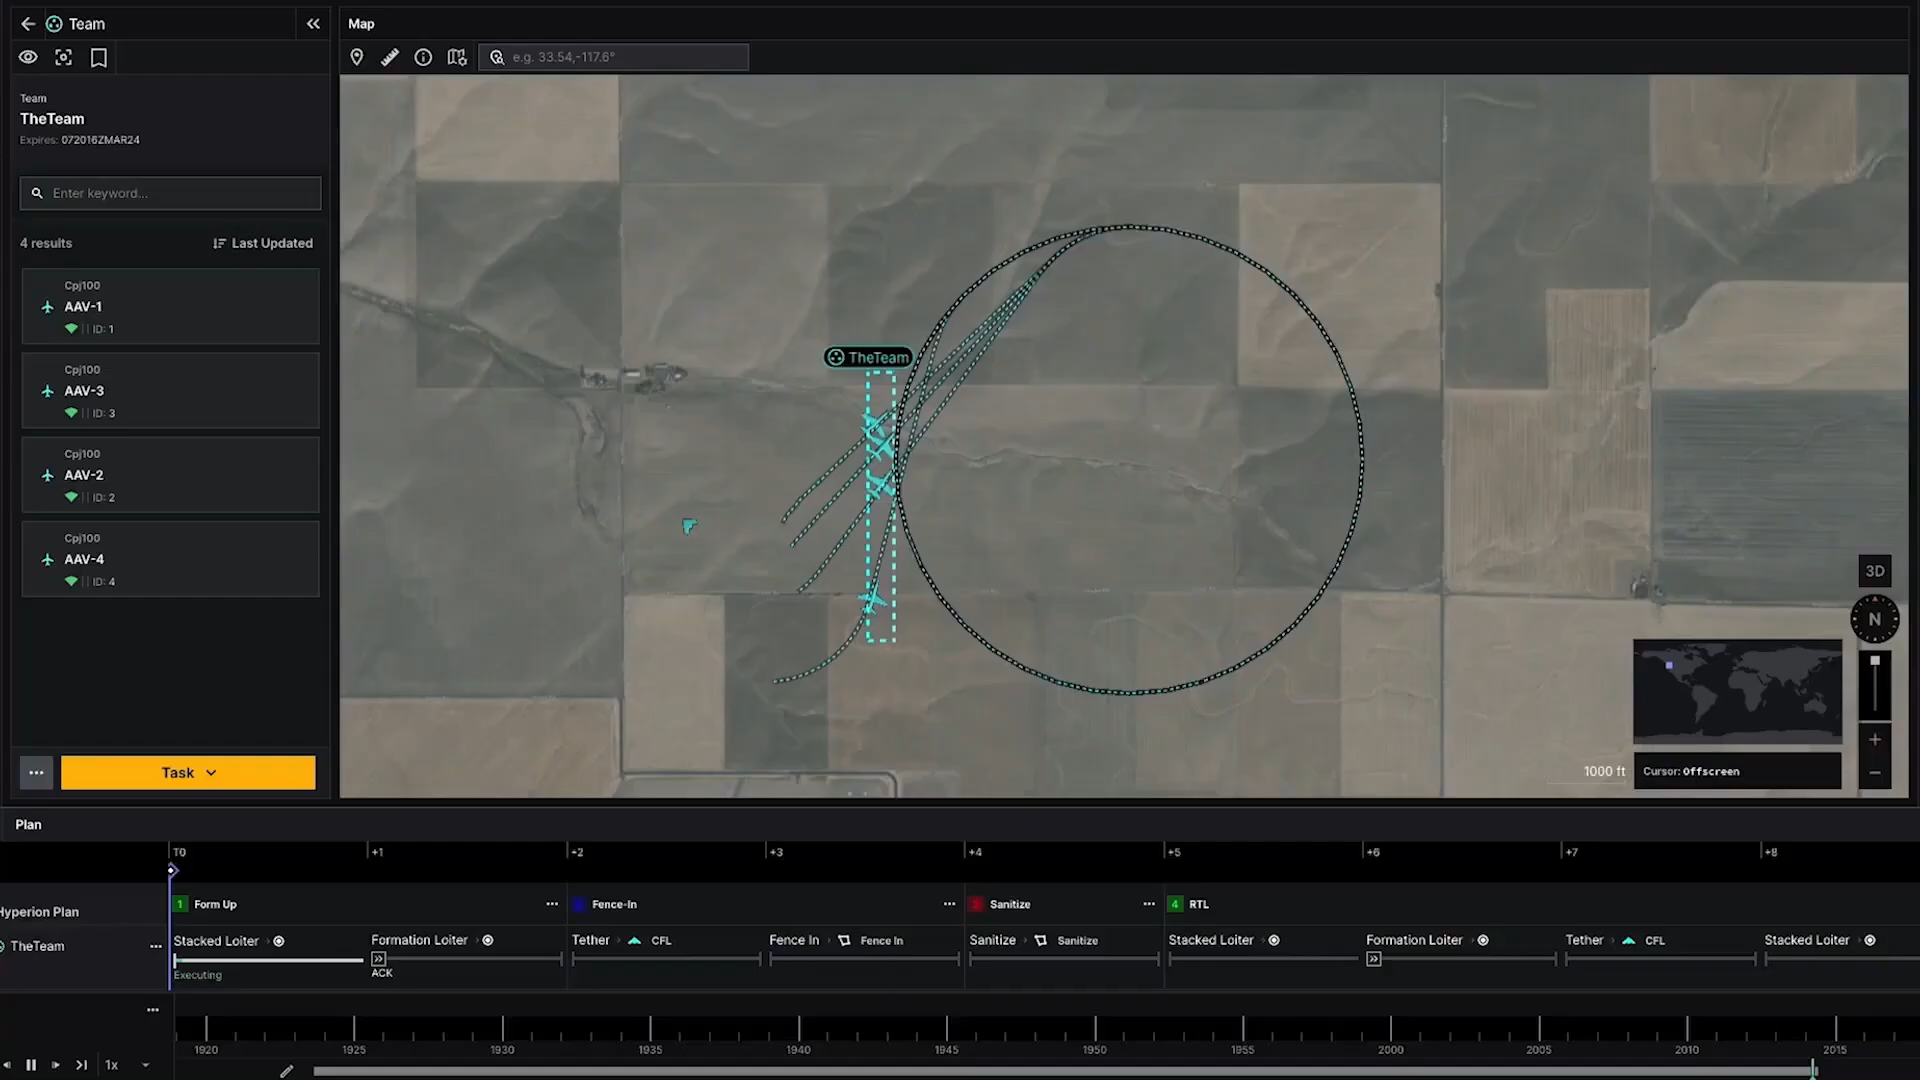 Team
Map
e.g. 33.54,-117.6°
Team
TheTeam
Expires: 072016ZMAR24
Enter keyword...
4 results
Last Updated
Cpj100
AAV-1
ID: 1
Cpj100
AAV-3
ID: 3
Cpj100
AAV-2
ID: 2
Cpj100
AAV-4
ID: 4
Task
TheTeam
3D
N
1000 ft
Cursor: Offscreen
Plan
T0 +1 +2 +3 +4 +5 +6 +7 +8
Hyperion Plan
1 Form Up
Fence-In
Sanitize
4 RTL
TheTeam
Stacked Loiter
Executing
Formation Loiter
ACK
Tether CFL
Fence In Fence In
Sanitize Sanitize
Stacked Loiter
Formation Loiter
Tether CFL
Stacked Loiter
1920 1925 1930 1935 1940 1945 1950 1955 2000 2005 2010 2015
1x